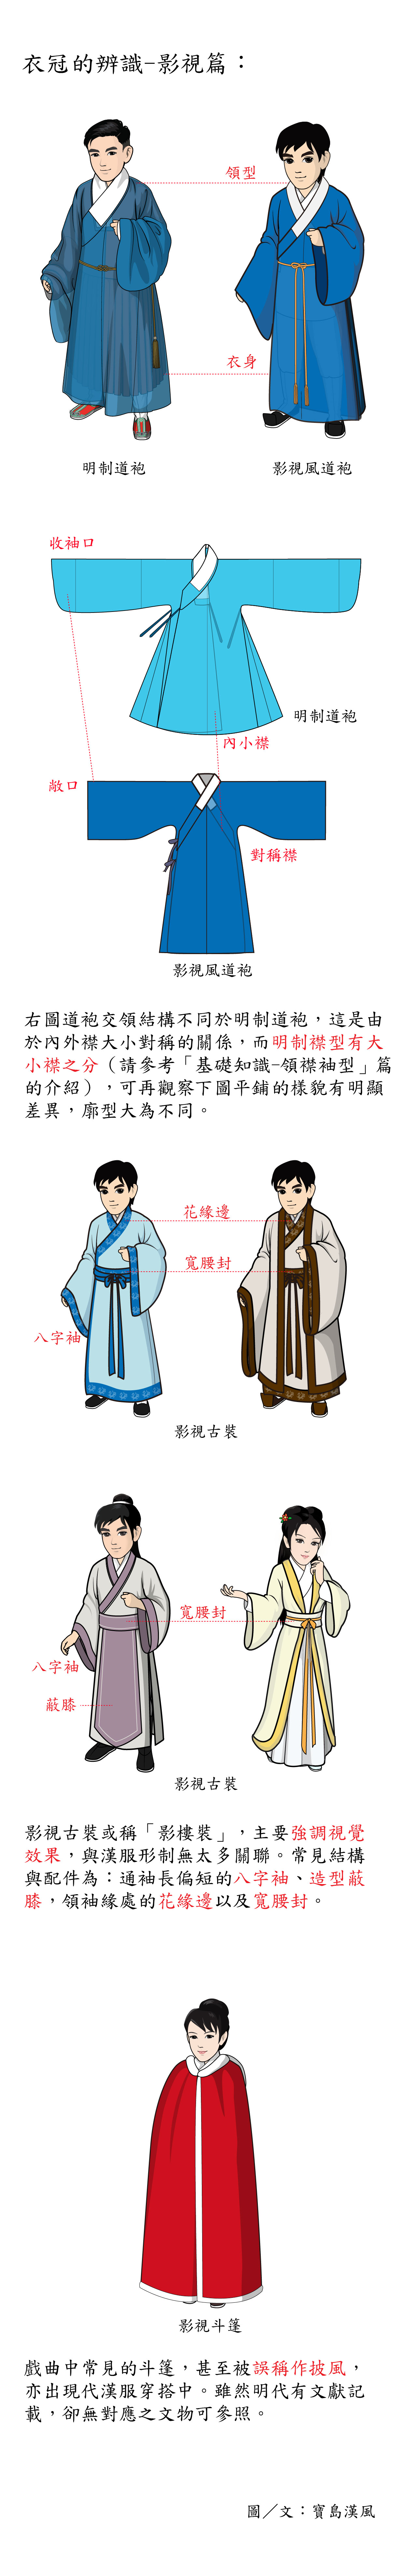 衣冠的辨識-影視篇：
領型
衣身
明制道袍
影視風道袍
收袖口
明制道袍
內小襟
敞口
對稱襟
影視風道袍
右圖道袍交領結構不同於明制道袍，這是由
於內外襟大小對稱的關係，而明制襟型有大
小襟之分（請參考「基礎知識-領襟袖型」篇
的介紹），可再觀察下圖平鋪的樣貌有明顯
差異，廓型大為不同。
花緣邊
寬腰封
八字袖
影視古裝
寬腰封
八字袖
蔽膝
影視古裝
影視古裝或稱「影樓裝」，主要強調視覺
效果，與漢服形制無太多關聯。常見結構
與配件為：通袖長偏短的八字袖、造型蔽
膝，領袖緣處的花緣邊以及寬腰封。
影視斗篷
戲曲中常見的斗篷，甚至被誤稱作披風，
亦出現代漢服穿搭中。雖然明代有文獻記
載，卻無對應之文物可參照。
圖／文：寶島漢風